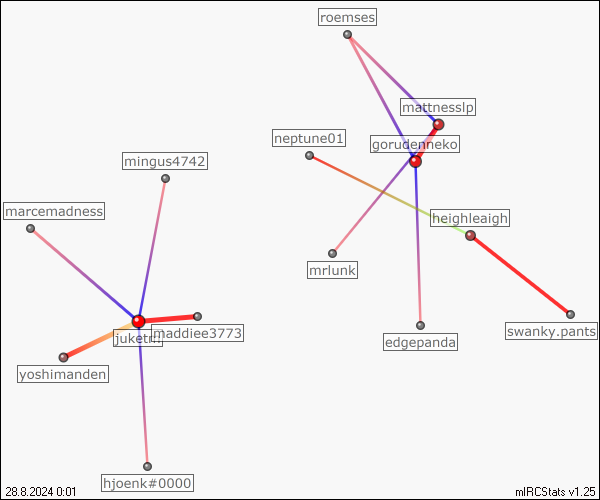 roemses
mattnesslp
neptune01
gorudenneko
mingus4742
marcemadness
heighleaigh
mrlunk
swanky.pants
maddiee3773
edgepanda
yoshimanden
hjoenk#0000
28.8.2024 0:01
mIRCStats v1.25